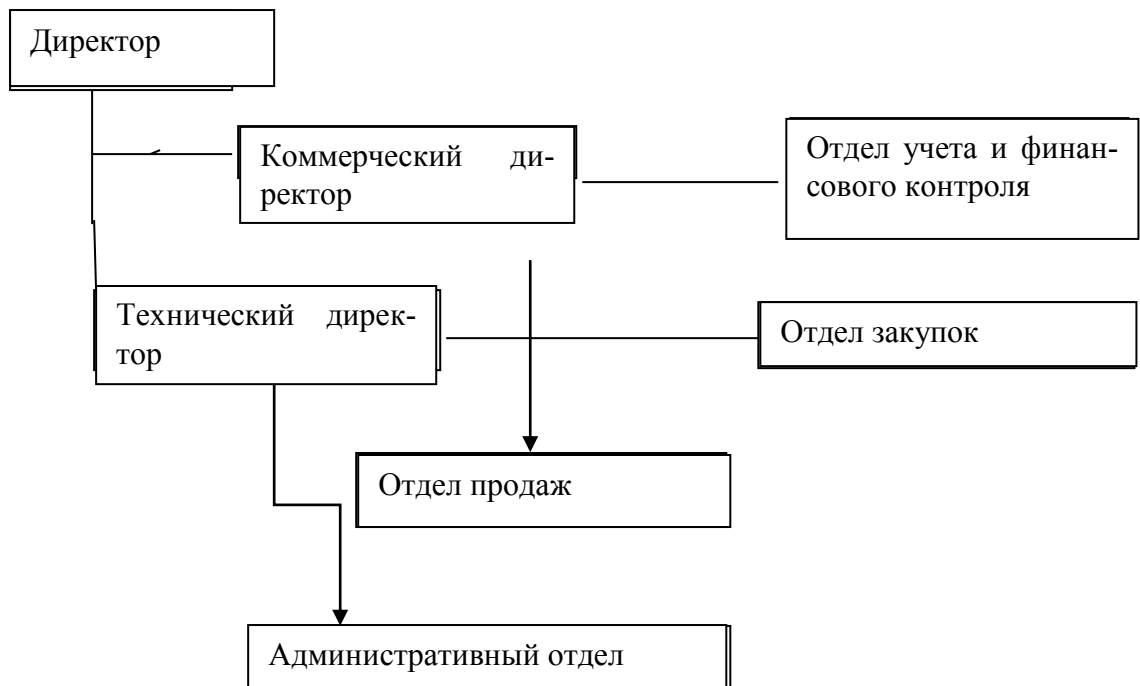 Директор
Коммерческий ди-
ректор
Отдел учета и финан-
сового контроля
Технический дирек-
тор
Отдел закупок
Отдел продаж
Административный отдел